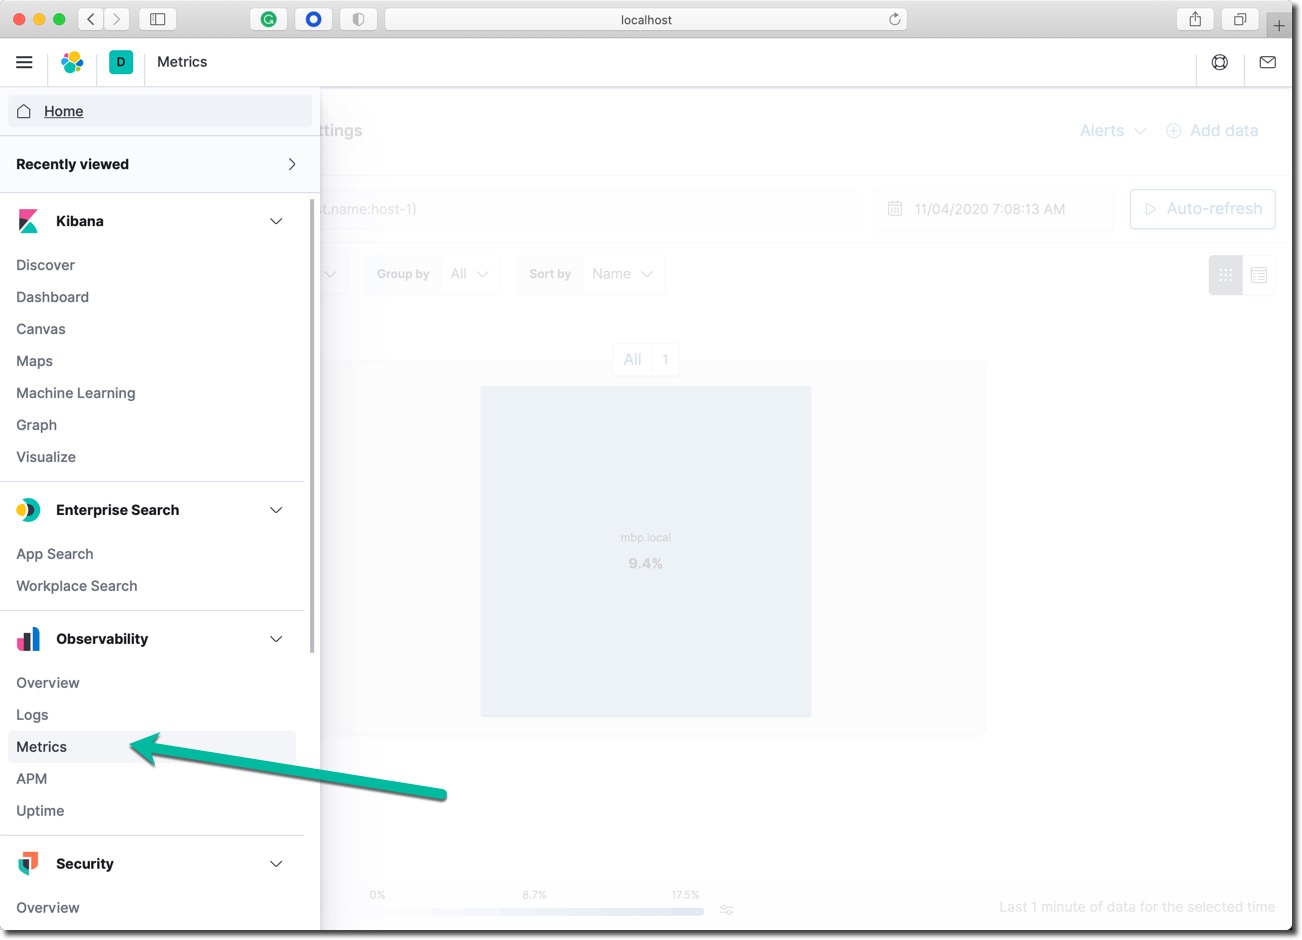 localhost
D
Metrics
Home
ttings
Alerts
Add data
Recently viewed
t.name:host-1)
11/04/2020 7:08:13 AM
Auto-refresh
Kibana
Discover
Dashboard
Canvas
Maps
Machine Learning
Graph
Visualize
Group by
All
Sort by
Name
All
1
mbp.local
9.4%
Enterprise Search
App Search
Workplace Search
Observability
Overview
Logs
Metrics
APM
Uptime
Security
Overview
0%
8.7%
17.5%
Last 1 minute of data for the selected time